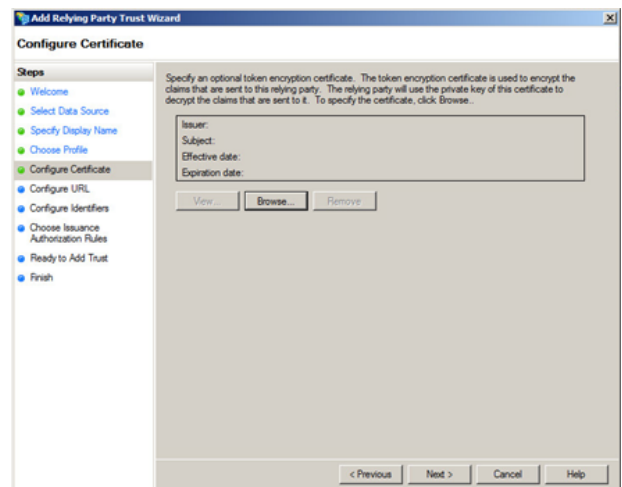 Add Relying Party Trust Wizard
Configure Certificate
Steps
Welcome
Select Data Source
Specify Display Name
Choose Profile
Configure Certificate
Configure URL
Configure Identifiers
Choose Issuance
Authorization Rules
Ready to Add Trust
Finish
Specify an optional token encryption certificate. The token encryption certificate is used to encrypt the
claims that are sent to this relying party. The relying party will use the private key of this certificate to
decrypt the claims that are sent to it. To specify the certificate, click Browse..
Issuer:
Subject:
Effective date:
Expiration date:
View...
Browse...
Remove
< Previous
Next >
Cancel
Help